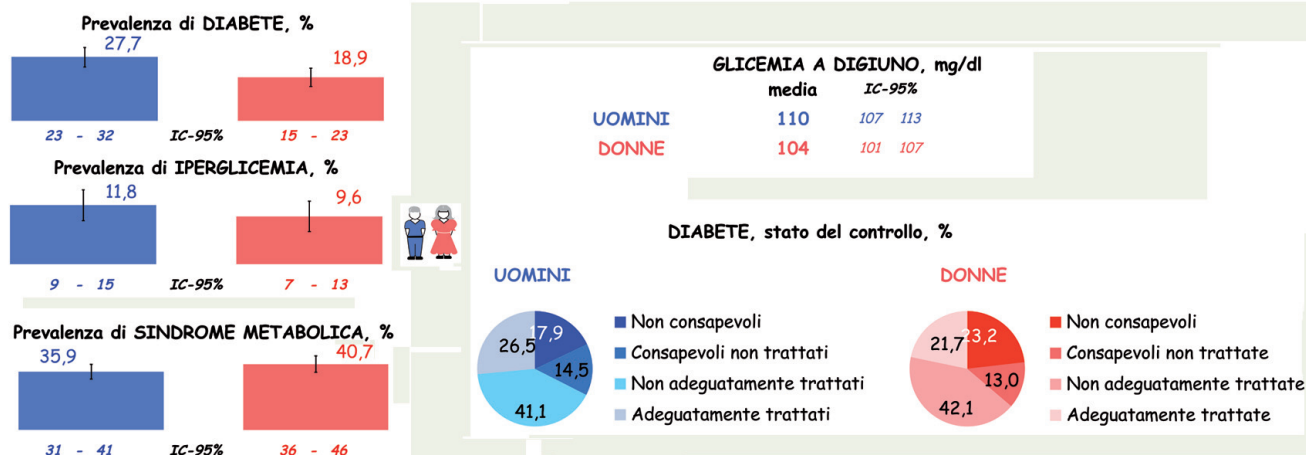 Prevalenza di DIABETE, %
27,7
18,9
23 - 32 IC-95% 15 - 23
Prevalenza di IPERGLICEMIA, %
11,8
9,6
9 - 15 IC-95% 7 - 13
Prevalenza di SINDROME METABOLICA, %
35,9
40,7
31 - 41 IC-95% 36 - 46
GLICEMIA A DIGIUNO, mg/dl
media IC-95%
UOMINI 110 107 113
DONNE 104 101 107
DIABETE, stato del controllo, %
UOMINI
17,9
14,5
41,1
26,5
Non consapevoli
Consapevoli non trattati
Non adeguatamente trattati
Adeguatamente trattati
DONNE
23,2
13,0
42,1
21,7
Non consapevoli
Consapevoli non trattate
Non adeguatamente trattate
Adeguatamente trattate